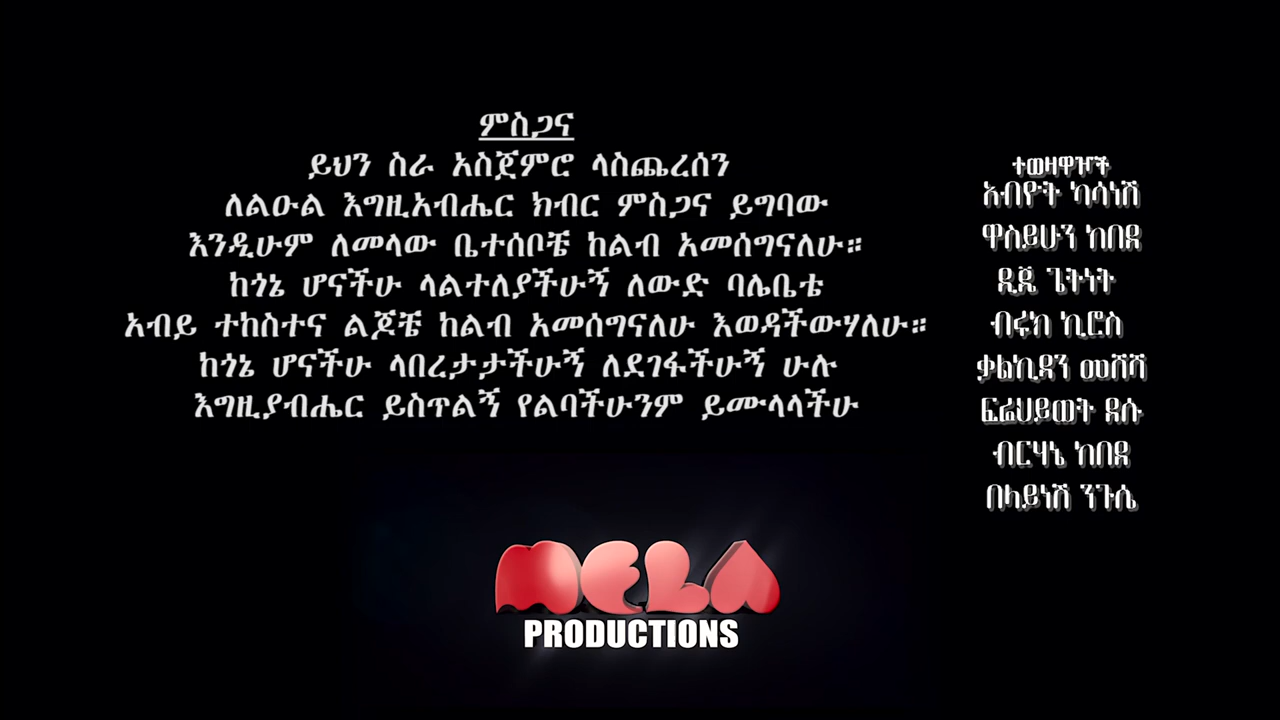 ምስጋና
ይህን ስራ አስጀምሮ ላስጨረሰን
ለልዑል እግዚአብሔር ክብር ምስጋና ይግባው
እንዲሁም ለመላው ቤተሰቦቼ ከልብ አመሰግናለሁ።
ከጎኔ ሆናችሁ ላልተለያችሁኝ ለውድ ባሌቤቴ
አብይ ተከስተና ልጆቼ ከልብ አመሰግናለሁ እወዳችውሃለሁ።
ከጎኔ ሆናችሁ ላበረታታችሁኝ ለደገፋችሁኝ ሁሉ
እግዚያብሔር ይስጥልኝ የልባችሁንም ይሙላላችሁ
ተወዛዋዦች
አብዮት ካሳነሽ
ዋስይሁን ከበደ
ዲጄ ጌትነት
ብሩክ ኪሮስ
ቃልኪዳን መሸሻ
ፍሬህይወት ደሱ
ብርሃኔ ከበደ
በላይነሽ ንጉሴ
MELA
PRODUCTIONS